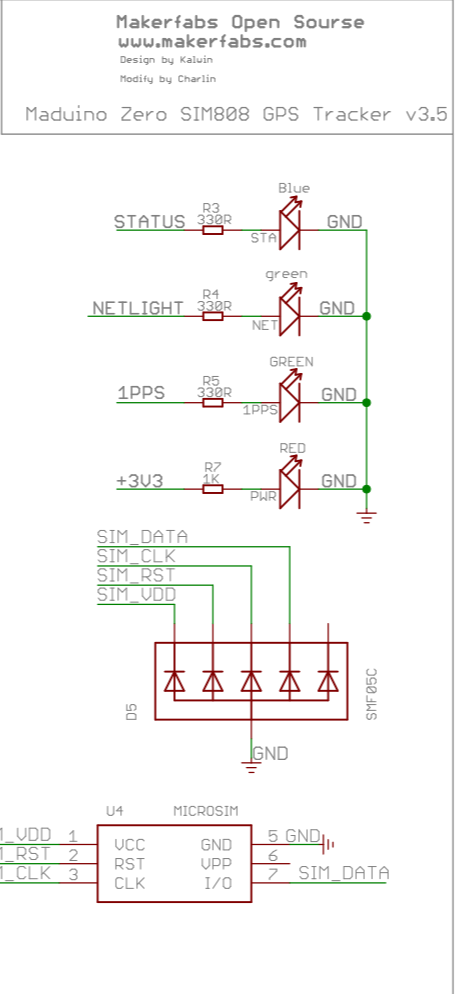 Makerfabs Open Sourse
www.makerfabs.com
Design by Kalvin
Modify by Charlin
Maduino Zero SIM808 GPS Tracker v3.5
Blue
R3
STATUS 330R GND
STA
green
R4
NETLIGHT 330R GND
NET
GREEN
R5
1PPS 330R GND
1PPS
RED
R7
+3V3 1K GND
PWR
SIM_DATA
SIM_CLK
SIM_RST
SIM_VDD
D5
SMF05C
GND
U4 MICROSIM
M_VDD 1 VCC GND 5 GND
M_RST 2 RST VPP 6
M_CLK 3 CLK I/O 7 SIM_DATA